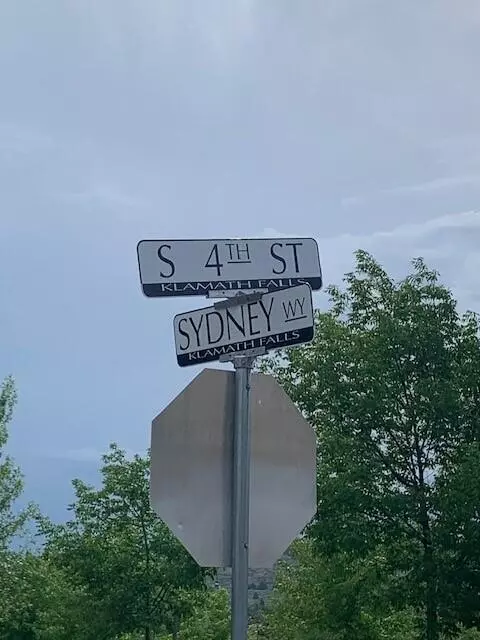 S 4TH ST
KLAMATH FALLS
SYDNEY WY
KLAMATH FALLS